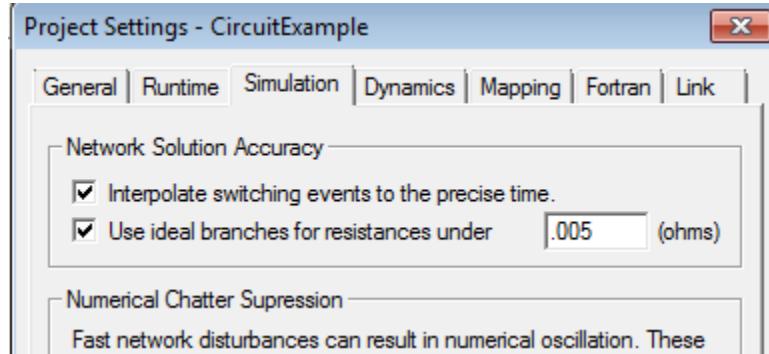 Project Settings - CircuitExample
General Runtime Simulation Dynamics Mapping Fortran Link
Network Solution Accuracy
Interpolate switching events to the precise time.
Use ideal branches for resistances under .005 (ohms)
Numerical Chatter Supression
Fast network disturbances can result in numerical oscillation. These